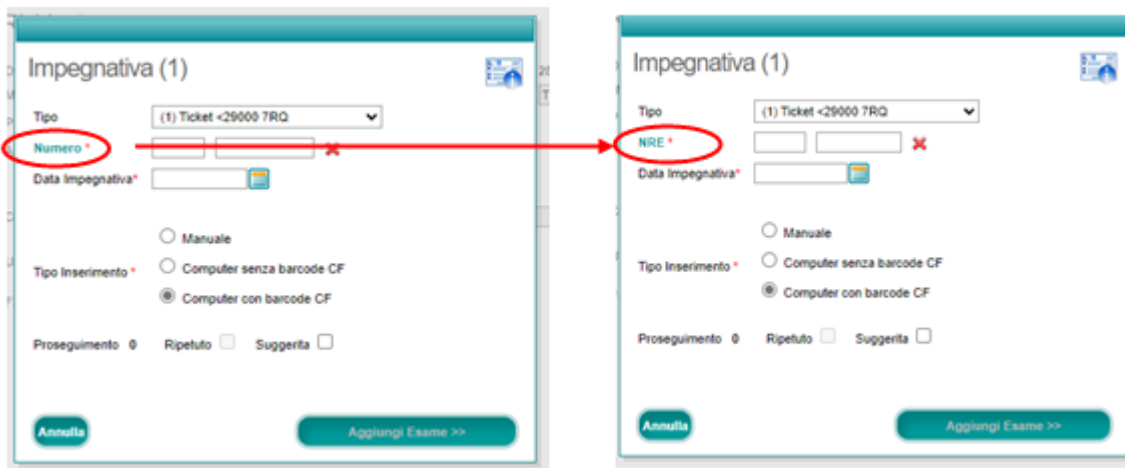 Impegnativa (1)
Tipo (1) Ticket <29000 7RQ
Numero *
Data Impegnativa*
Manuale
Tipo Inserimento * Computer senza barcode CF
Computer con barcode CF
Proseguimento 0 Ripetuto Suggerita
Annulla Aggiungi Esame >>
Impegnativa (1)
Tipo (1) Ticket <29000 7RQ
NRE *
Data Impegnativa*
Manuale
Tipo Inserimento * Computer senza barcode CF
Computer con barcode CF
Proseguimento 0 Ripetuto Suggerita
Annulla Aggiungi Esame >>